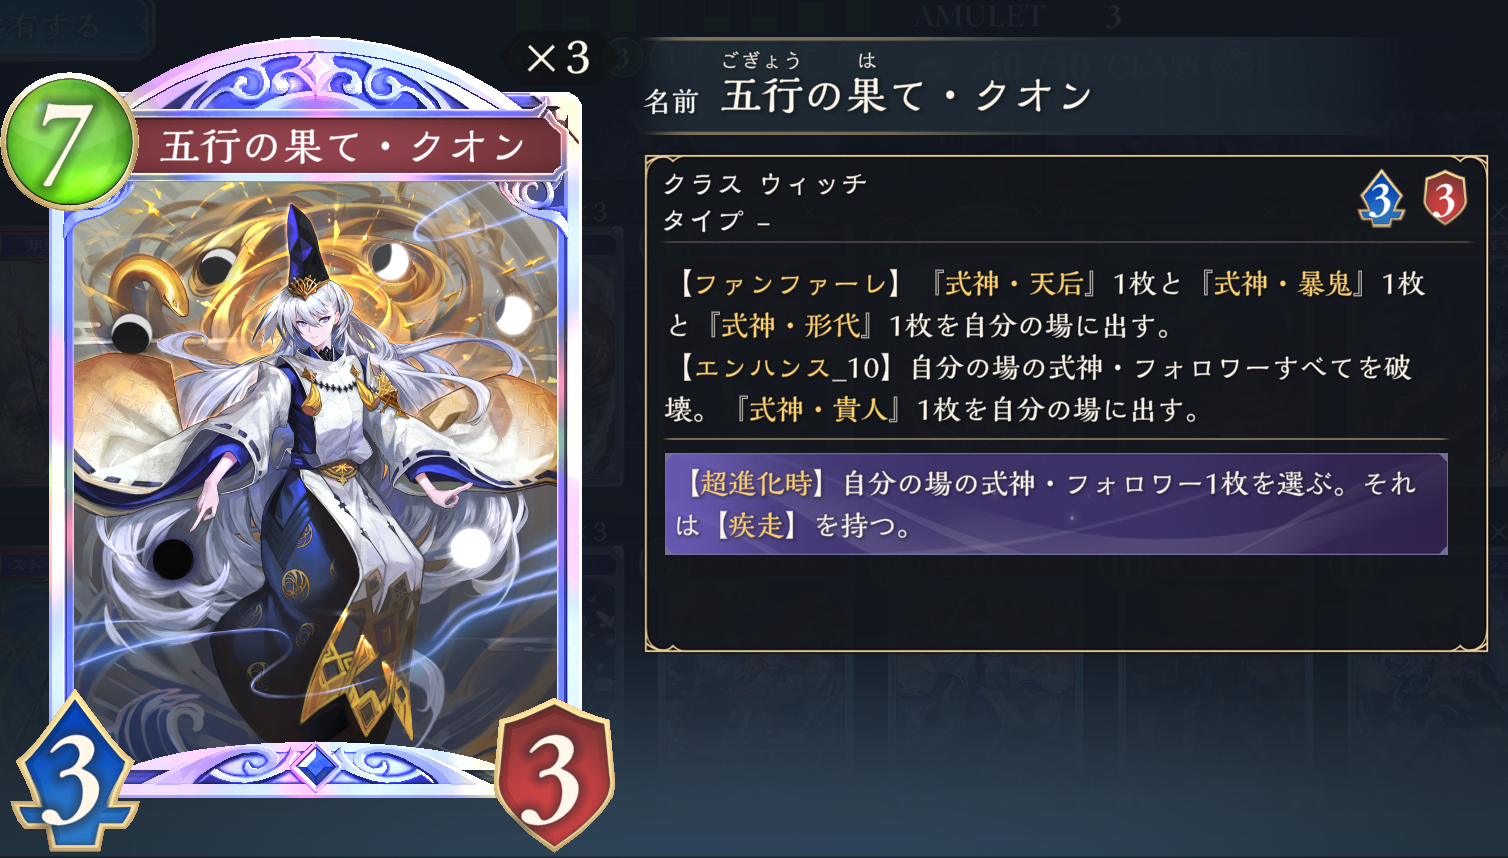 有する
AMULET 3
×3
7
五行の果て・クオン
3
3
ごぎょう は
名前 五行の果て・クオン
クラス ウィッチ
タイプ –
3 3
【ファンファーレ】『式神・天后』1枚と『式神・暴鬼』1枚
と『式神・形代』1枚を自分の場に出す。
【エンハンス_10】自分の場の式神・フォロワーすべてを破
壊。『式神・貴人』1枚を自分の場に出す。
【超進化時】自分の場の式神・フォロワー1枚を選ぶ。それ
は【疾走】を持つ。